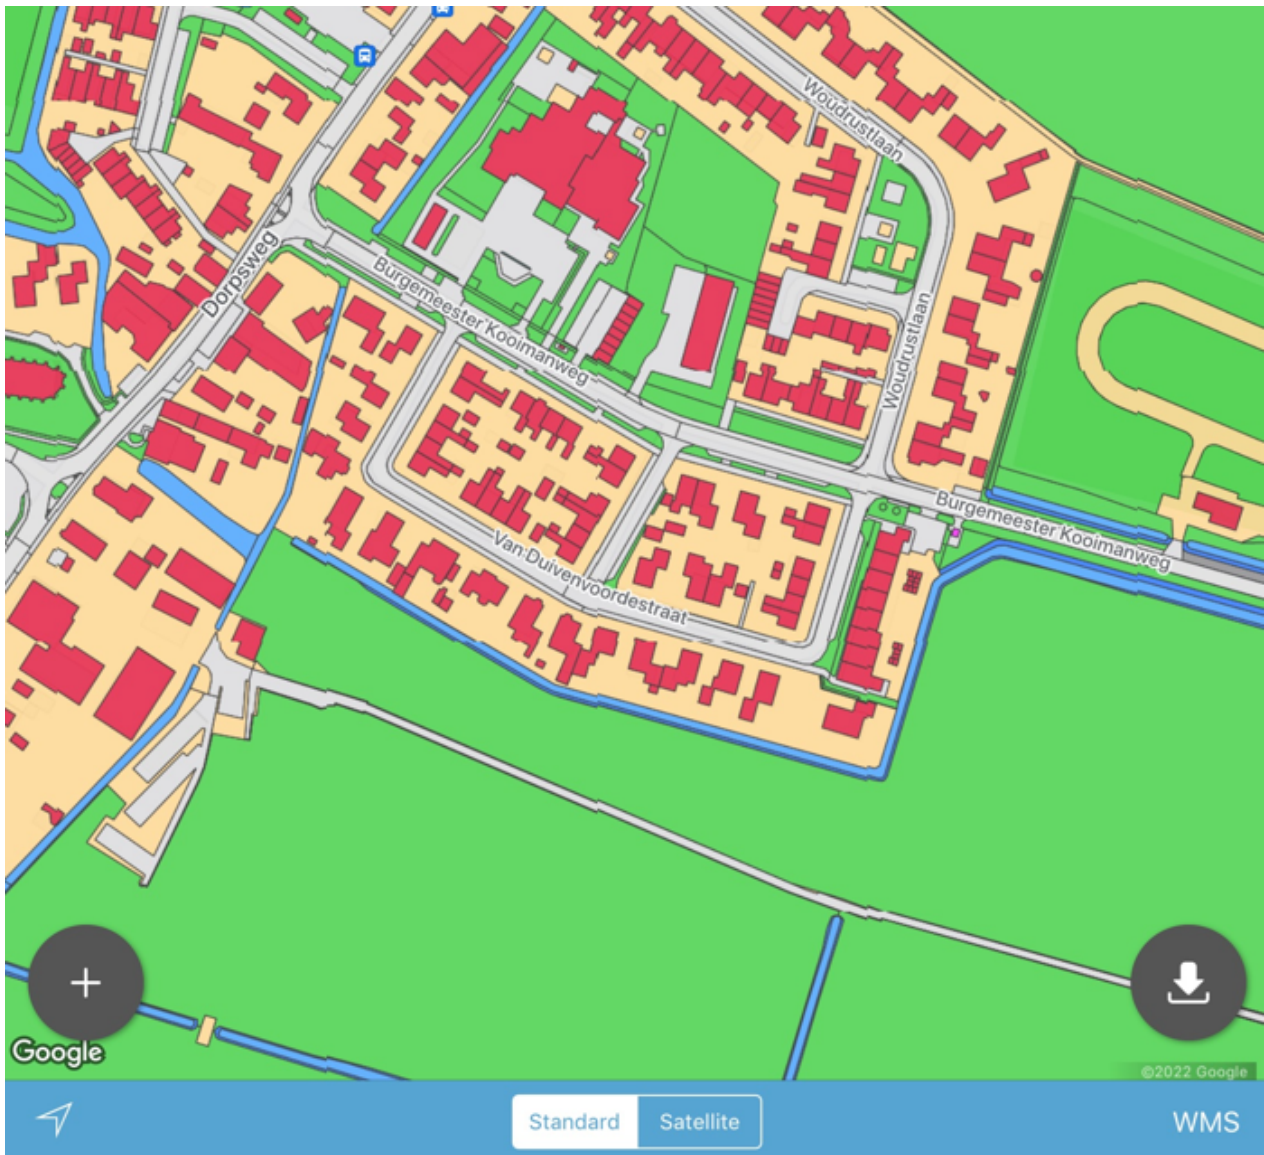 Woudrustlaan
Dorpsweg
Burgemeester Kooimanweg
Woudrustlaan
Burgemeester Kooimanweg
Van Duivenvoordestraat
Google
©2022 Google
Standard
Satellite
WMS